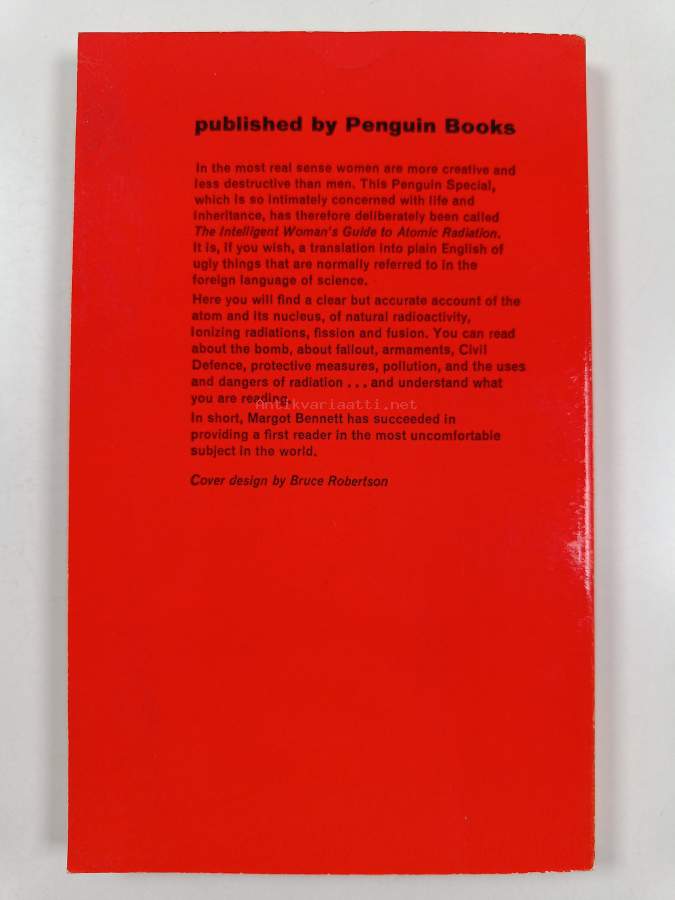 published by Penguin Books
In the most real sense women are more creative and
less destructive than men. This Penguin Special,
which is so intimately concerned with life and
inheritance, has therefore deliberately been called
The Intelligent Woman's Guide to Atomic Radiation.
It is, if you wish, a translation into plain English of
ugly things that are normally referred to in the
foreign language of science.
Here you will find a clear but accurate account of the
atom and its nucleus, of natural radioactivity,
ionizing radiations, fission and fusion. You can read
about the bomb, about fallout, armaments, Civil
Defence, protective measures, pollution, and the uses
and dangers of radiation . . . and understand what
you are reading.
Antikvariaatti.net
In short, Margot Bennett has succeeded in
providing a first reader in the most uncomfortable
subject in the world.
Cover design by Bruce Robertson